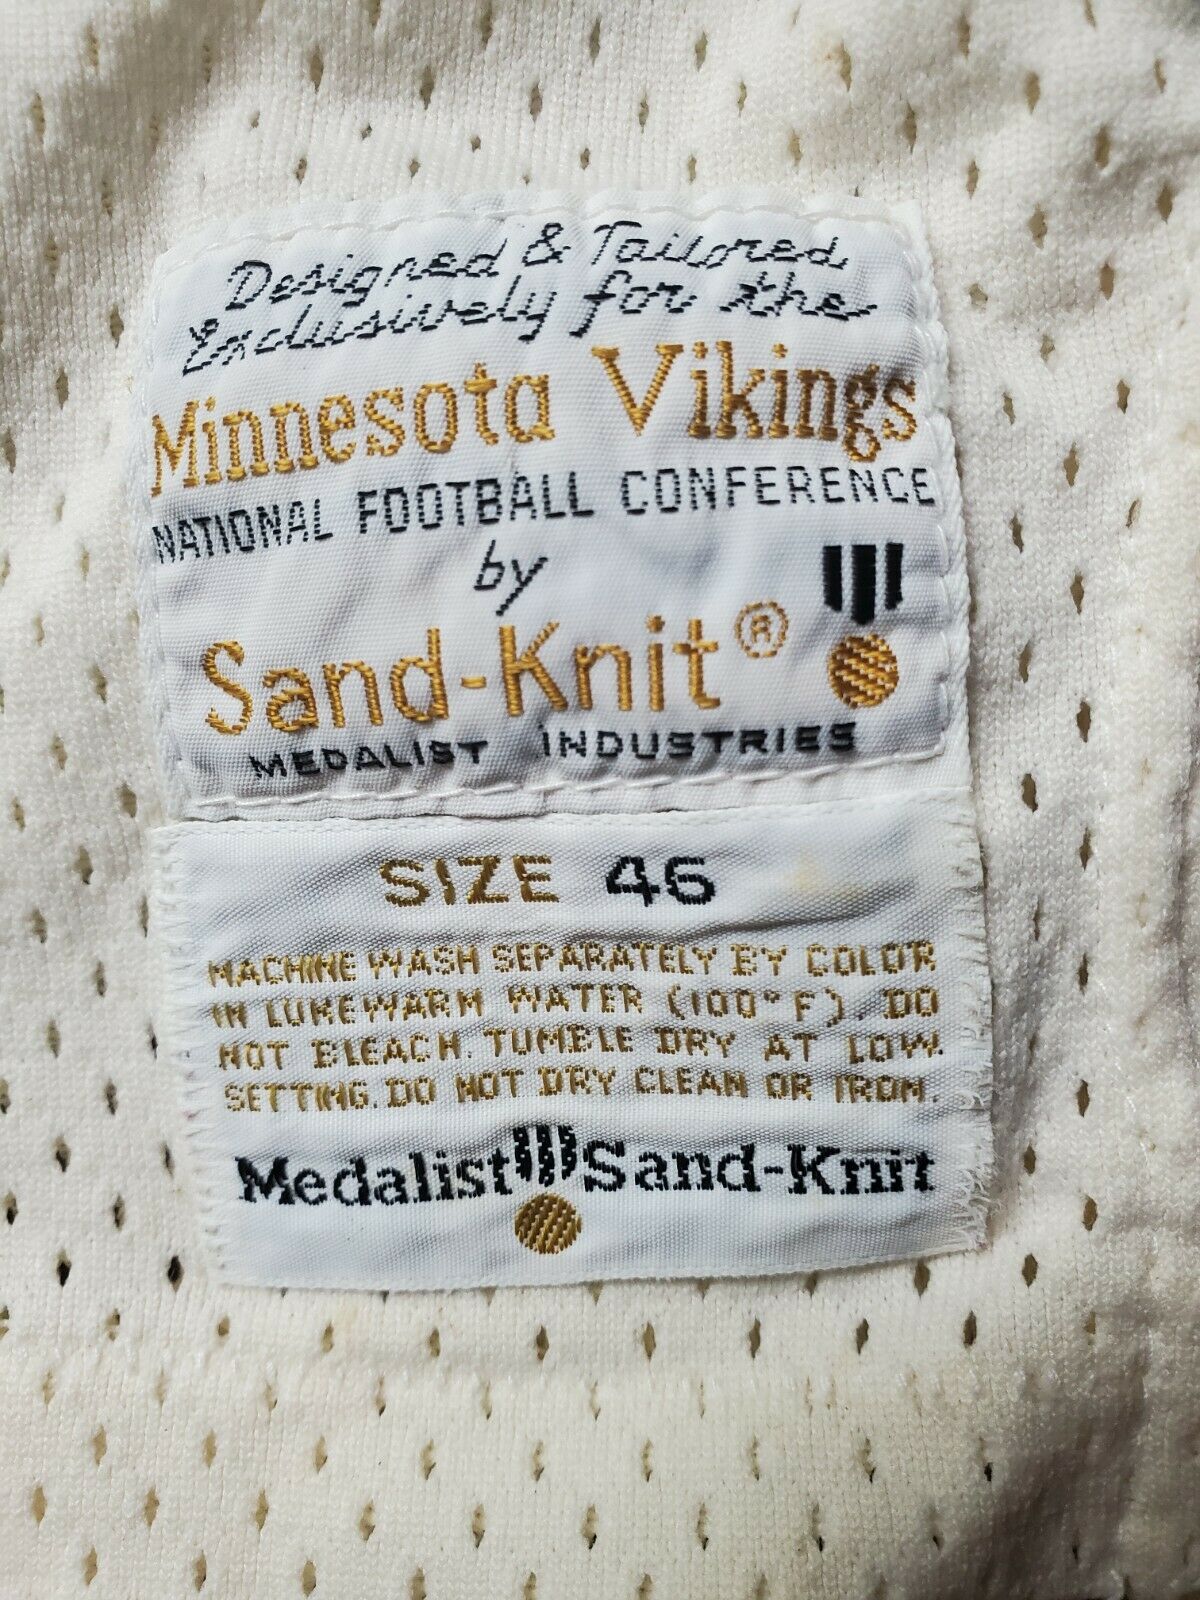 Designed & Tailored
Exclusively for the
Minnesota Vikings
NATIONAL FOOTBALL CONFERENCE
by
Sand-Knit®
MEDALIST INDUSTRIES
SIZE 46
MACHINE WASH SEPARATELY BY COLOR
IN LUKEWARM WATER (100°F). DO
NOT BLEACH. TUMBLE DRY AT LOW
SETTING. DO NOT DRY CLEAN OR IRON.
Medalist Sand-Knit